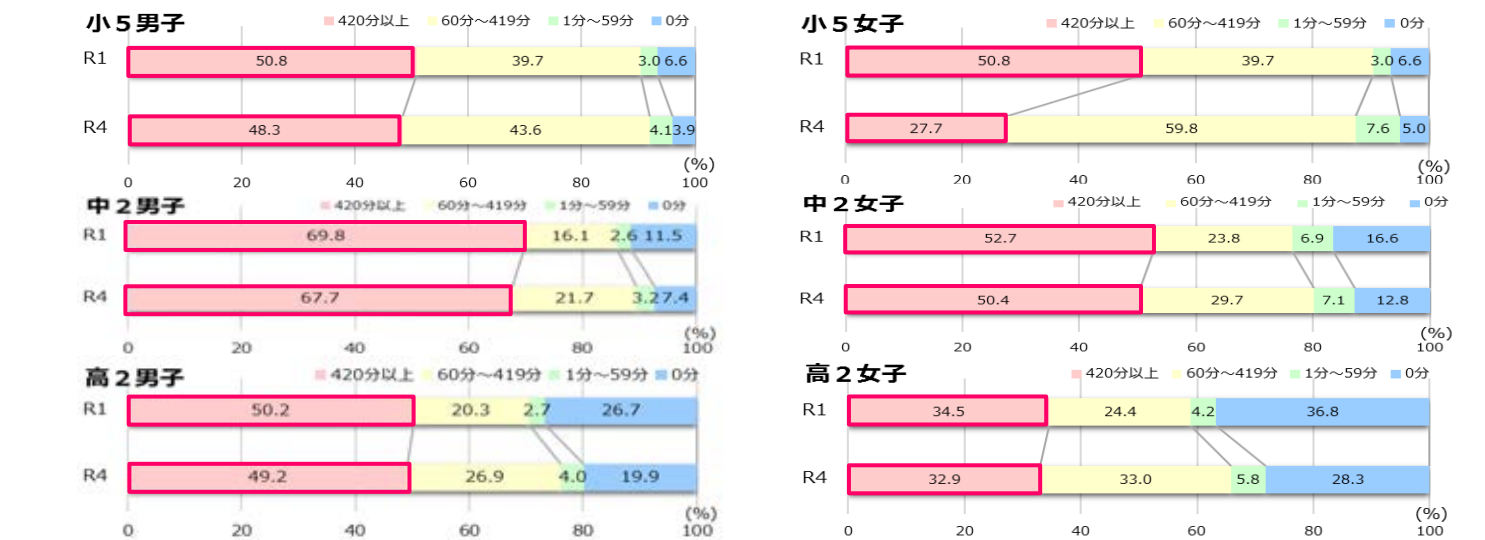 小５男子
420分以上 60分～419分 1分～59分 0分
R1 50.8 39.7 3.0 6.6
R4 48.3 43.6 4.1 3.9
(%)
0 20 40 60 80 100
中２男子
420分以上 60分～419分 1分～59分 0分
R1 69.8 16.1 2.6 11.5
R4 67.7 21.7 3.2 7.4
(%)
0 20 40 60 80 100
高２男子
420分以上 60分～419分 1分～59分 0分
R1 50.2 20.3 2.7 26.7
R4 49.2 26.9 4.0 19.9
(%)
0 20 40 60 80 100
小５女子
420分以上 60分～419分 1分～59分 0分
R1 50.8 39.7 3.0 6.6
R4 27.7 59.8 7.6 5.0
(%)
0 20 40 60 80 100
中２女子
420分以上 60分～419分 1分～59分 0分
R1 52.7 23.8 6.9 16.6
R4 50.4 29.7 7.1 12.8
(%)
0 20 40 60 80 100
高２女子
420分以上 60分～419分 1分～59分 0分
R1 34.5 24.4 4.2 36.8
R4 32.9 33.0 5.8 28.3
(%)
0 20 40 60 80 100